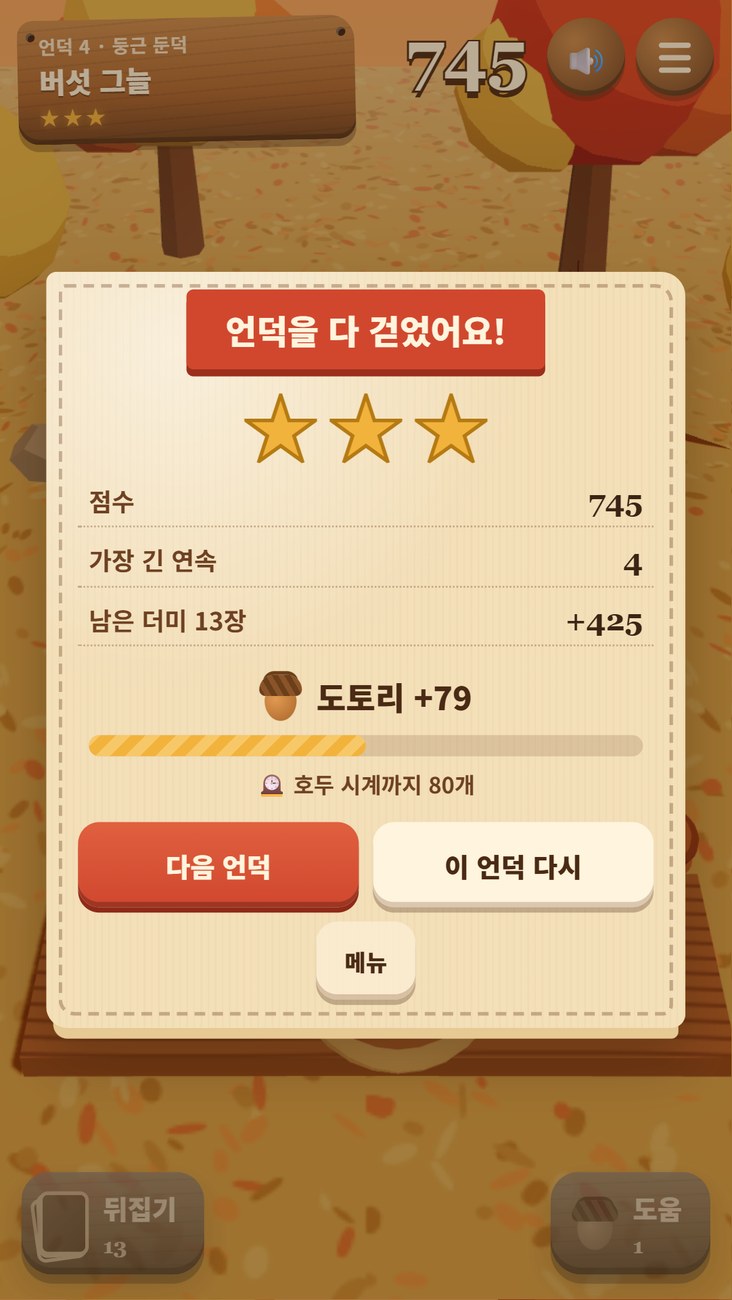 언덕 4 · 둥근 둔덕
버섯 그늘
745
언덕을 다 걷었어요!
점수 745
가장 긴 연속 4
남은 더미 13장 +425
도토리 +79
호두 시계까지 80개
다음 언덕
이 언덕 다시
메뉴
뒤집기
13
도움
1